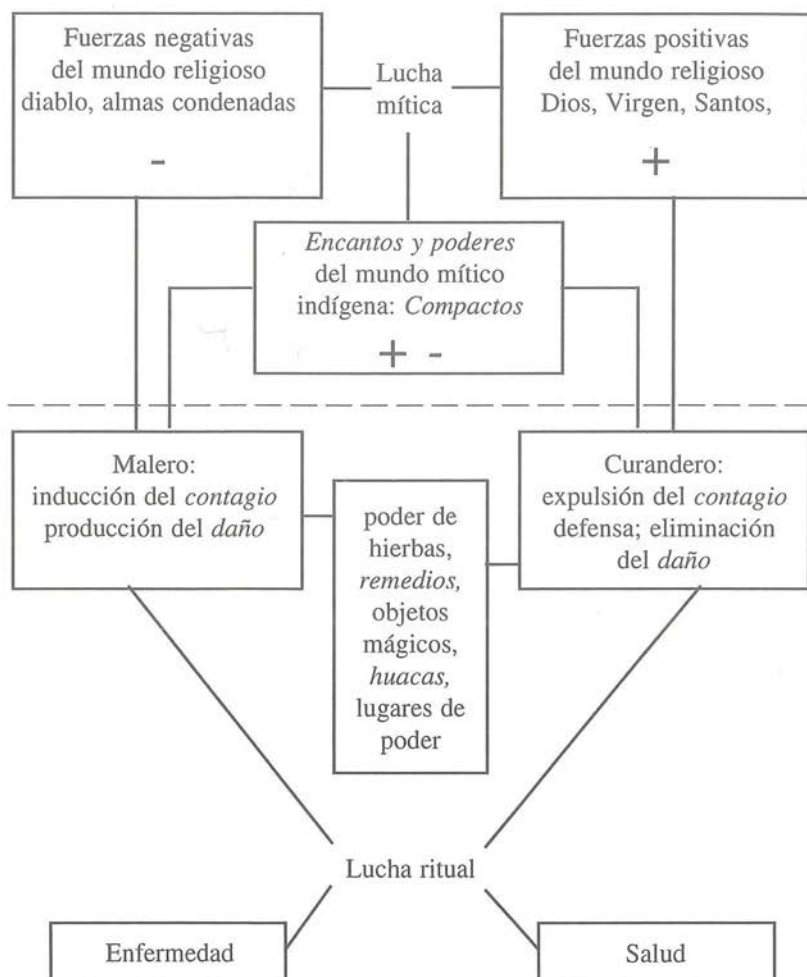 Fuerzas negativas
del mundo religioso
diablo, almas condenadas
-
Lucha
mítica
Fuerzas positivas
del mundo religioso
Dios, Virgen, Santos,
+
Encantos y poderes
del mundo mítico
indígena: Compactos
+ -
Malero:
inducción del contagio
producción del daño
poder de
hierbas,
remedios,
objetos
mágicos,
huacas,
lugares de
poder
Curandero:
expulsión del contagio
defensa; eliminación
del daño
Lucha ritual
Enfermedad
Salud